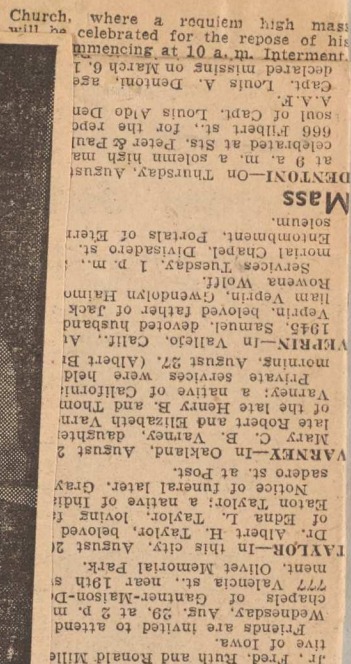 Church, where a requiem high mass
will be celebrated for the repose of his
mmencing at 10 a. m. Interment,
Jr., Fred, Ruth and Ronald Mille
tive of Iowa.
Friends are invited to attend
Wednesday, Aug. 29, at 2 p. m
chapels of Gantner-Maison-D
777 Valencia st., near 19th s
ment, Olivet Memorial Park.
TAYLOR—In this city, August 2
Dr. Albert H. Taylor, beloved
of Edna L. Taylor, loving f
Eaton Taylor; a native of India
Notice of funeral later. Gray
sadero st. at Post.
VARNEY—In Oakland, August 2
Mary C. B. Varney, daughter
late Robert and Elizabeth Varn
of the late Henry B. and Thom
Varney; a native of California
Private services were held
morning, August 27. (Albert Br
VEPRIN—In Vallejo, Calif., Au
1945, Samuel, devoted husband
Veprin, beloved father of Jack
liam Veprin, Gwendolyn Haimo
Rowena Wolff.
Services Tuesday, 1 p. m.,
morial Chapel, Divisadero st.
Entombment, Portals of Etern
soleum.
Mass
DENTONI—On Thursday, August
at 9 a. m. a solemn high ma
celebrated at Sts. Peter & Paul
666 Filbert st., for the repo
soul of Capt. Louis Aldo Den
A.A.F.
Capt. Louis A. Dentoni, age
declared missing on March 6, 1